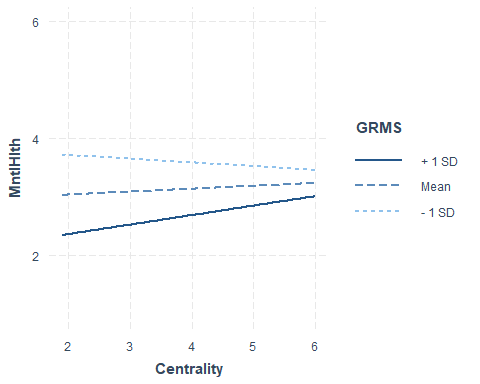 6
4
2
MntlHlth
2 3 4 5 6
Centrality
GRMS
+ 1 SD
Mean
- 1 SD